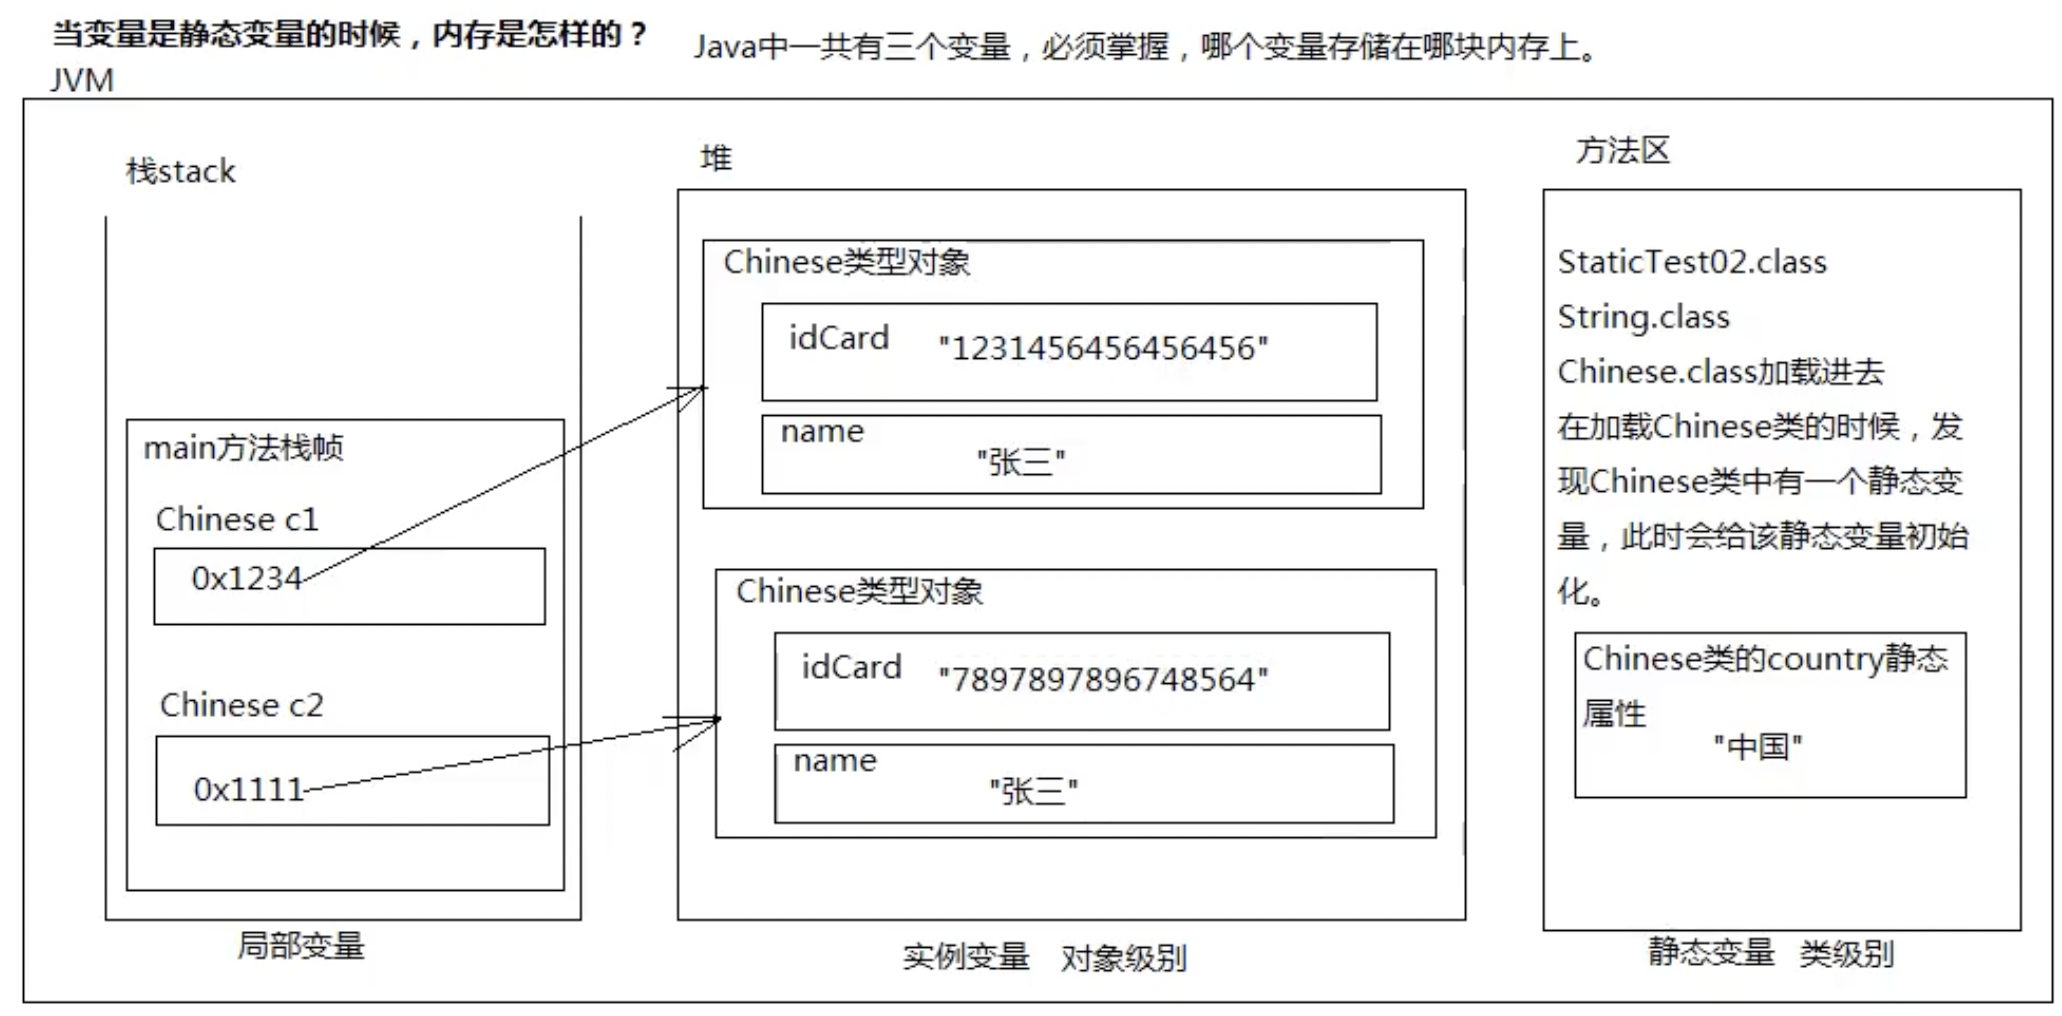 当变量是静态变量的时候，内存是怎样的？
Java中一共有三个变量，必须掌握，哪个变量存储在哪块内存上。
JVM
栈stack
main方法栈帧
Chinese c1
0x1234
Chinese c2
0x1111
局部变量
堆
Chinese类型对象
idCard "1231456456456456"
name
"张三"
Chinese类型对象
idCard "7897897896748564"
name
"张三"
实例变量 对象级别
方法区
StaticTest02.class
String.class
Chinese.class加载进去
在加载Chinese类的时候，发
现Chinese类中有一个静态变
量，此时会给该静态变量初始
化。
Chinese类的country静态
属性
"中国"
静态变量 类级别